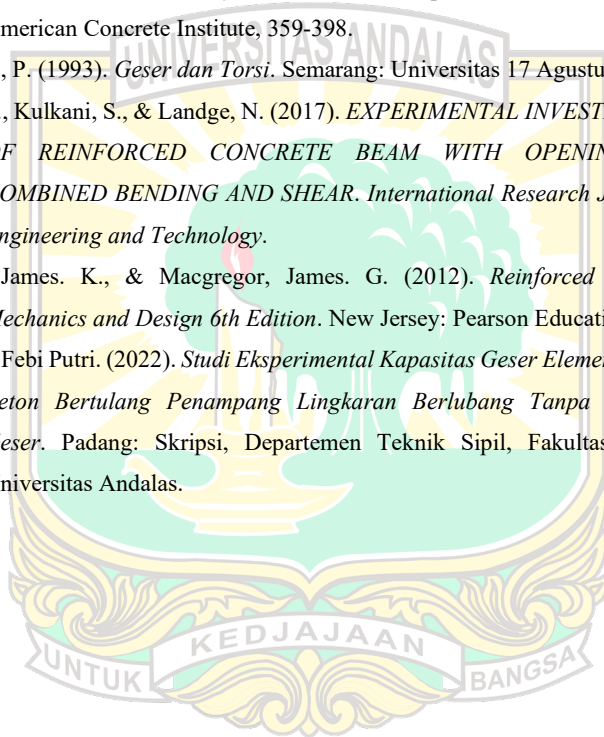 merican Concrete Institute, 359-398.
UNIVERSITAS ANDALAS
, P. (1993). Geser dan Torsi. Semarang: Universitas 17 Agustu
., Kulkani, S., & Landge, N. (2017). EXPERIMENTAL INVEST
OF REINFORCED CONCRETE BEAM WITH OPENIN
COMBINED BENDING AND SHEAR. International Research J
ngineering and Technology.
James. K., & Macgregor, James. G. (2012). Reinforced
Mechanics and Design 6th Edition. New Jersey: Pearson Educati
Febi Putri. (2022). Studi Eksperimental Kapasitas Geser Elemen
eton Bertulang Penampang Lingkaran Berlubang Tanpa
eser. Padang: Skripsi, Departemen Teknik Sipil, Fakultas
niversitas Andalas.
UNTUK KEDJAJAAN BANGSA